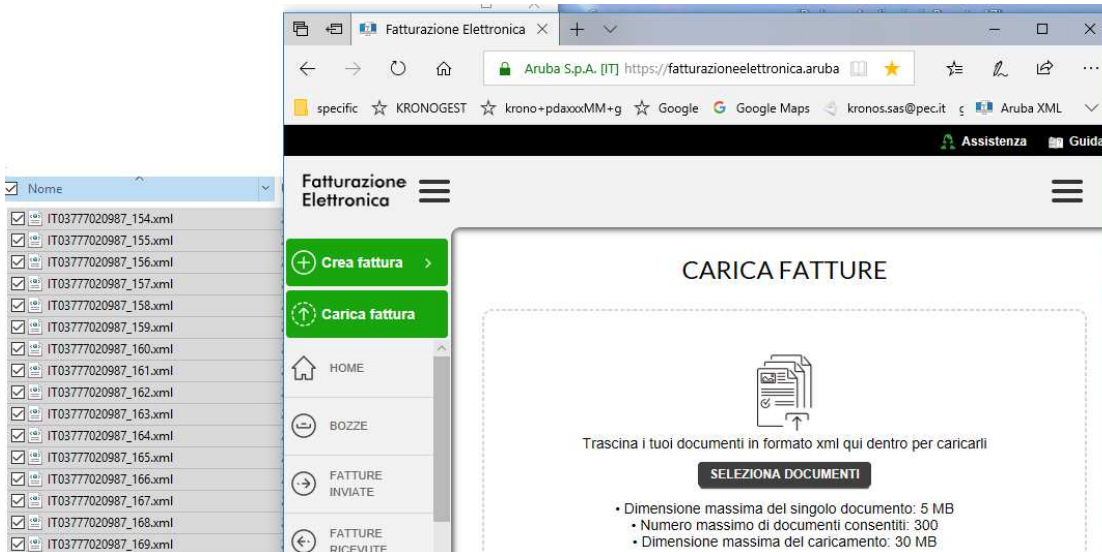 Fatturazione Elettronica
Aruba S.p.A. [IT] https://fatturazioneelettronica.aruba
specific KRONOGEST krono+pdaxxxMM+g Google Google Maps kronos.sas@pec.it g Aruba XML
Assistenza Guida
Nome
IT03777020987_154.xml
IT03777020987_155.xml
IT03777020987_156.xml
IT03777020987_157.xml
IT03777020987_158.xml
IT03777020987_159.xml
IT03777020987_160.xml
IT03777020987_161.xml
IT03777020987_162.xml
IT03777020987_163.xml
IT03777020987_164.xml
IT03777020987_165.xml
IT03777020987_166.xml
IT03777020987_167.xml
IT03777020987_168.xml
IT03777020987_169.xml
Fatturazione
Elettronica
Crea fattura
Carica fattura
HOME
BOZZE
FATTURE
INVIATE
FATTURE
RICEVUTE
CARICA FATTURE
Trascina i tuoi documenti in formato xml qui dentro per caricarli
SELEZIONA DOCUMENTI
• Dimensione massima del singolo documento: 5 MB
• Numero massimo di documenti consentiti: 300
• Dimensione massima del caricamento: 30 MB